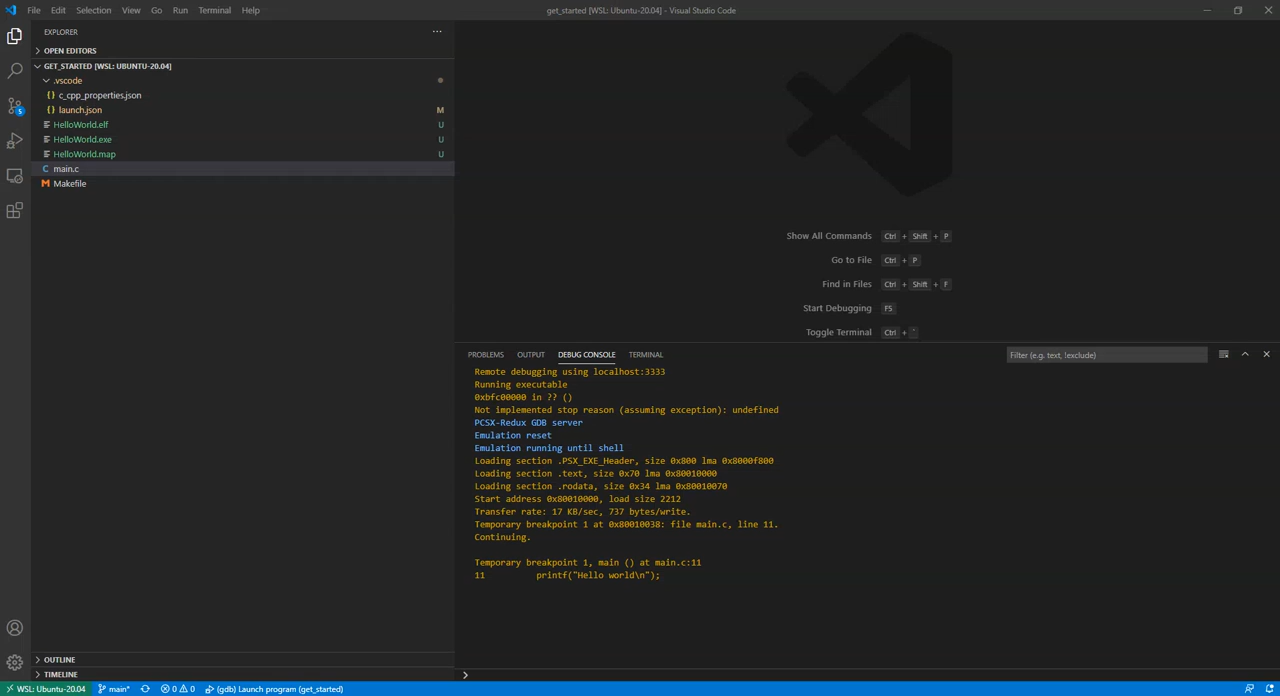 File Edit Selection View Go Run Terminal Help
get_started [WSL: Ubuntu-20.04] - Visual Studio Code
EXPLORER
OPEN EDITORS
GET_STARTED [WSL: UBUNTU-20.04]
.vscode
{} c_cpp_properties.json
{} launch.json M
HelloWorld.elf U
HelloWorld.exe U
HelloWorld.map U
C main.c
M Makefile
5
OUTLINE
TIMELINE
Show All Commands Ctrl + Shift + P
Go to File Ctrl + P
Find in Files Ctrl + Shift + F
Start Debugging F5
Toggle Terminal Ctrl + `
PROBLEMS OUTPUT DEBUG CONSOLE TERMINAL
Filter (e.g. text, !exclude)
Remote debugging using localhost:3333
Running executable
0xbfc00000 in ?? ()
Not implemented stop reason (assuming exception): undefined
PCSX-Redux GDB server
Emulation reset
Emulation running until shell
Loading section .PSX_EXE_Header, size 0x800 lma 0x8000f800
Loading section .text, size 0x70 lma 0x80010000
Loading section .rodata, size 0x34 lma 0x80010070
Start address 0x80010000, load size 2212
Transfer rate: 17 KB/sec, 737 bytes/write.
Temporary breakpoint 1 at 0x80010038: file main.c, line 11.
Continuing.
Temporary breakpoint 1, main () at main.c:11
11 printf("Hello world\n");
WSL: Ubuntu-20.04 main* 0 0 (gdb) Launch program (get_started)